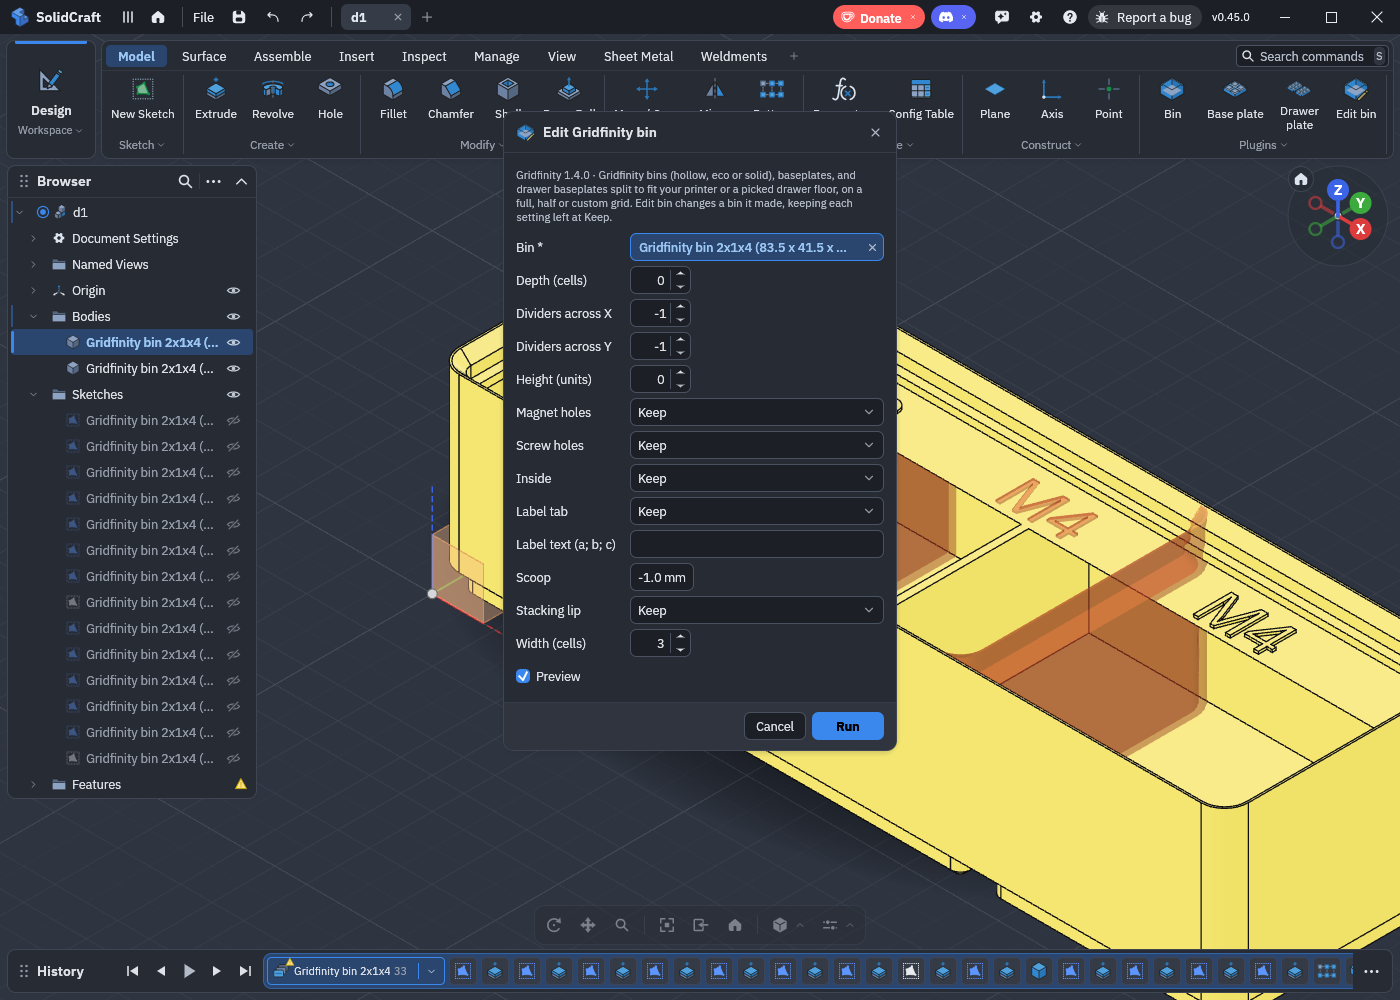 SolidCraft
File
d1
Donate
Report a bug
v0.45.0
Design
Workspace
Model
Surface
Assemble
Insert
Inspect
Manage
View
Sheet Metal
Weldments
Search commands
S
New Sketch
Extrude
Revolve
Hole
Fillet
Chamfer
Config Table
Plane
Axis
Point
Bin
Base plate
Drawer
plate
Edit bin
Sketch
Create
Modify
Construct
Plugins
Browser
d1
Document Settings
Named Views
Origin
Bodies
Gridfinity bin 2x1x4 (...
Gridfinity bin 2x1x4 (...
Sketches
Gridfinity bin 2x1x4 (...
Gridfinity bin 2x1x4 (...
Gridfinity bin 2x1x4 (...
Gridfinity bin 2x1x4 (...
Gridfinity bin 2x1x4 (...
Gridfinity bin 2x1x4 (...
Gridfinity bin 2x1x4 (...
Gridfinity bin 2x1x4 (...
Gridfinity bin 2x1x4 (...
Gridfinity bin 2x1x4 (...
Gridfinity bin 2x1x4 (...
Gridfinity bin 2x1x4 (...
Gridfinity bin 2x1x4 (...
Gridfinity bin 2x1x4 (...
Features
Edit Gridfinity bin
Gridfinity 1.4.0 · Gridfinity bins (hollow, eco or solid), baseplates, and
drawer baseplates split to fit your printer or a picked drawer floor, on a
full, half or custom grid. Edit bin changes a bin it made, keeping each
setting left at Keep.
Bin *
Gridfinity bin 2x1x4 (83.5 x 41.5 x ...
Depth (cells)
0
Dividers across X
-1
Dividers across Y
-1
Height (units)
0
Magnet holes
Keep
Screw holes
Keep
Inside
Keep
Label tab
Keep
Label text (a; b; c)
Scoop
-1.0 mm
Stacking lip
Keep
Width (cells)
3
Preview
Cancel
Run
Z
Y
X
M4
M4
History
Gridfinity bin 2x1x4 33